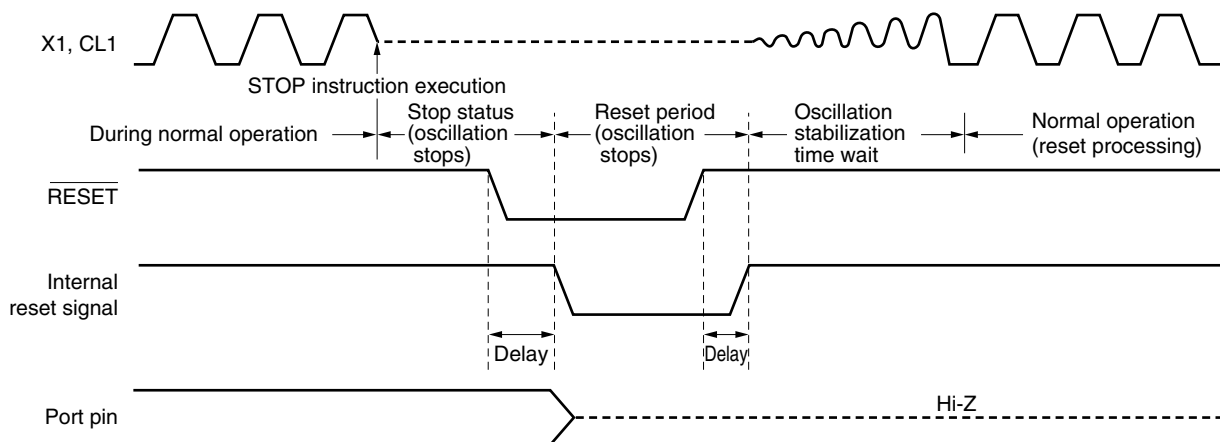 X1, CL1
STOP instruction execution
During normal operation
Stop status
(oscillation
stops)
Reset period
(oscillation
stops)
Oscillation
stabilization
time wait
Normal operation
(reset processing)
RESET
Internal
reset signal
Delay
Delay
Port pin
Hi-Z